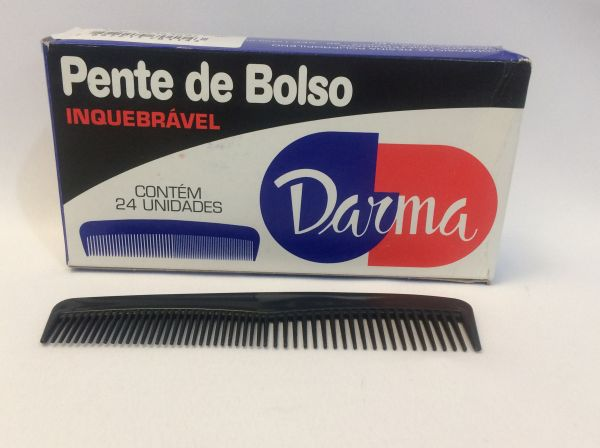 Pente de Bolso
INQUEBRÁVEL
CONTÉM
24 UNIDADES
Darma